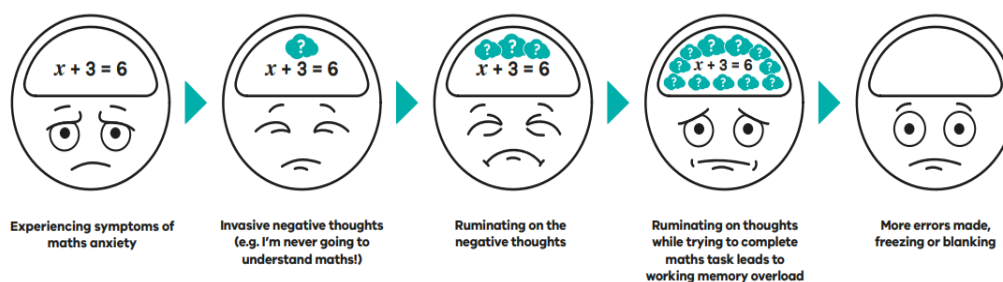 x + 3 = 6
?
x + 3 = 6
? ? ?
x + 3 = 6
? ? ? ?
? x + 3 = 6 ?
? ? ? ? ?
Experiencing symptoms of
maths anxiety
Invasive negative thoughts
(e.g. I'm never going to
understand maths!)
Ruminating on the
negative thoughts
Ruminating on thoughts
while trying to complete
maths task leads to
working memory overload
More errors made,
freezing or blanking